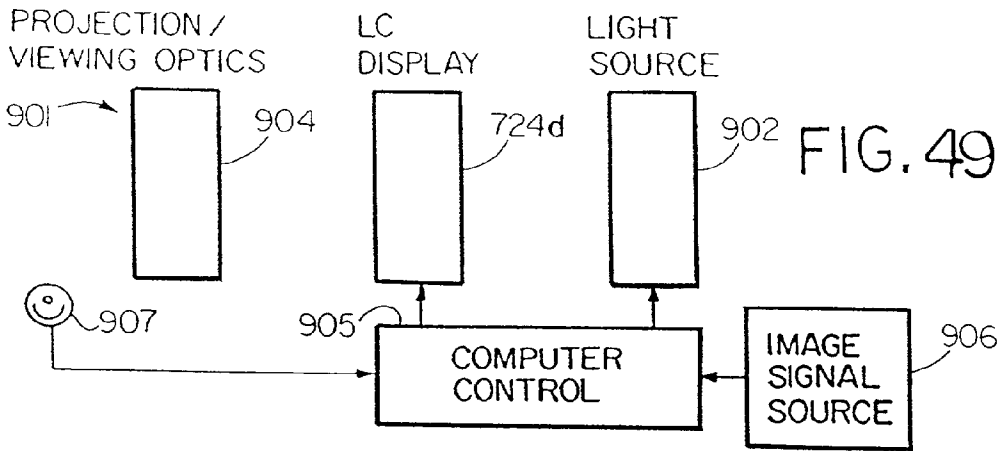 PROJECTION/
VIEWING OPTICS
LC
DISPLAY
LIGHT
SOURCE
901
904
724d
902
FIG. 49
907
905
COMPUTER
CONTROL
IMAGE
SIGNAL
SOURCE
906